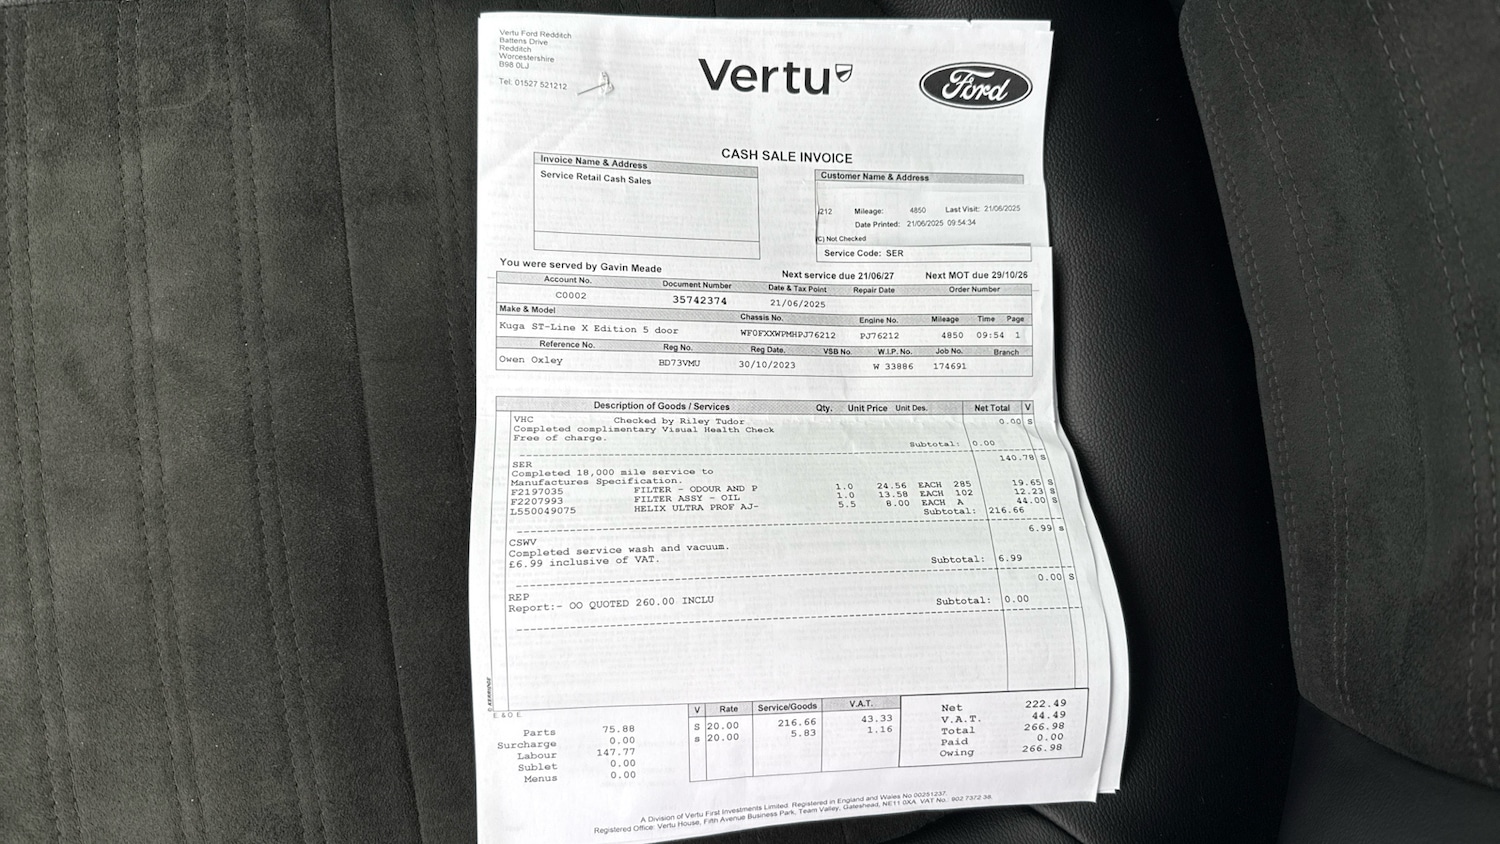 Vertu Ford Redditch
Battens Drive
Redditch
Worcestershire
B98 0LJ
Tel: 01527 521212
Vertu
Ford
CASH SALE INVOICE
Invoice Name & Address
Service Retail Cash Sales
Customer Name & Address
212 Mileage: 4850 Last Visit: 21/06/2025
Date Printed: 21/06/2025 09:54:34
(C) Not Checked
Service Code: SER
You were served by Gavin Meade
Next service due 21/06/27 Next MOT due 29/10/26
Account No. Document Number Date & Tax Point Repair Date Order Number
C0002 35742374 21/06/2025
Make & Model Chassis No. Engine No. Mileage Time Page
Kuga ST-Line X Edition 5 door WF0FXXWPMHPJ76212 PJ76212 4850 09:54 1
Reference No. Reg No. Reg Date. VSB No. W.I.P. No. Job No. Branch
Owen Oxley BD73VMU 30/10/2023 W 33886 174691
Description of Goods / Services Qty. Unit Price Unit Des. Net Total V
VHC Checked by Riley Tudor 0.00 S
Completed complimentary Visual Health Check
Free of charge.
Subtotal: 0.00
SER 140.78 S
Completed 18,000 mile service to
Manufactures Specification.
F2197035 FILTER - ODOUR AND P 1.0 24.56 EACH 285 19.65 S
F2207993 FILTER ASSY - OIL 1.0 13.58 EACH 102 12.23 S
L550049075 HELIX ULTRA PROF AJ- 5.5 8.00 EACH A 44.00 S
Subtotal: 216.66
CSWV 6.99 s
Completed service wash and vacuum.
£6.99 inclusive of VAT.
Subtotal: 6.99
REP 0.00 S
Report:- OO QUOTED 260.00 INCLU
Subtotal: 0.00
© KERRIDGE
E & O E
V Rate Service/Goods V.A.T.
S 20.00 216.66 43.33
s 20.00 5.83 1.16
Parts 75.88
Surcharge 0.00
Labour 147.77
Sublet 0.00
Menus 0.00
Net 222.49
V.A.T. 44.49
Total 266.98
Paid 0.00
Owing 266.98
A Division of Vertu First Investments Limited. Registered in England and Wales No 00251237.
Registered Office: Vertu House, Fifth Avenue Business Park, Team Valley, Gateshead, NE11 0XA. VAT No.: 902 7372 38.